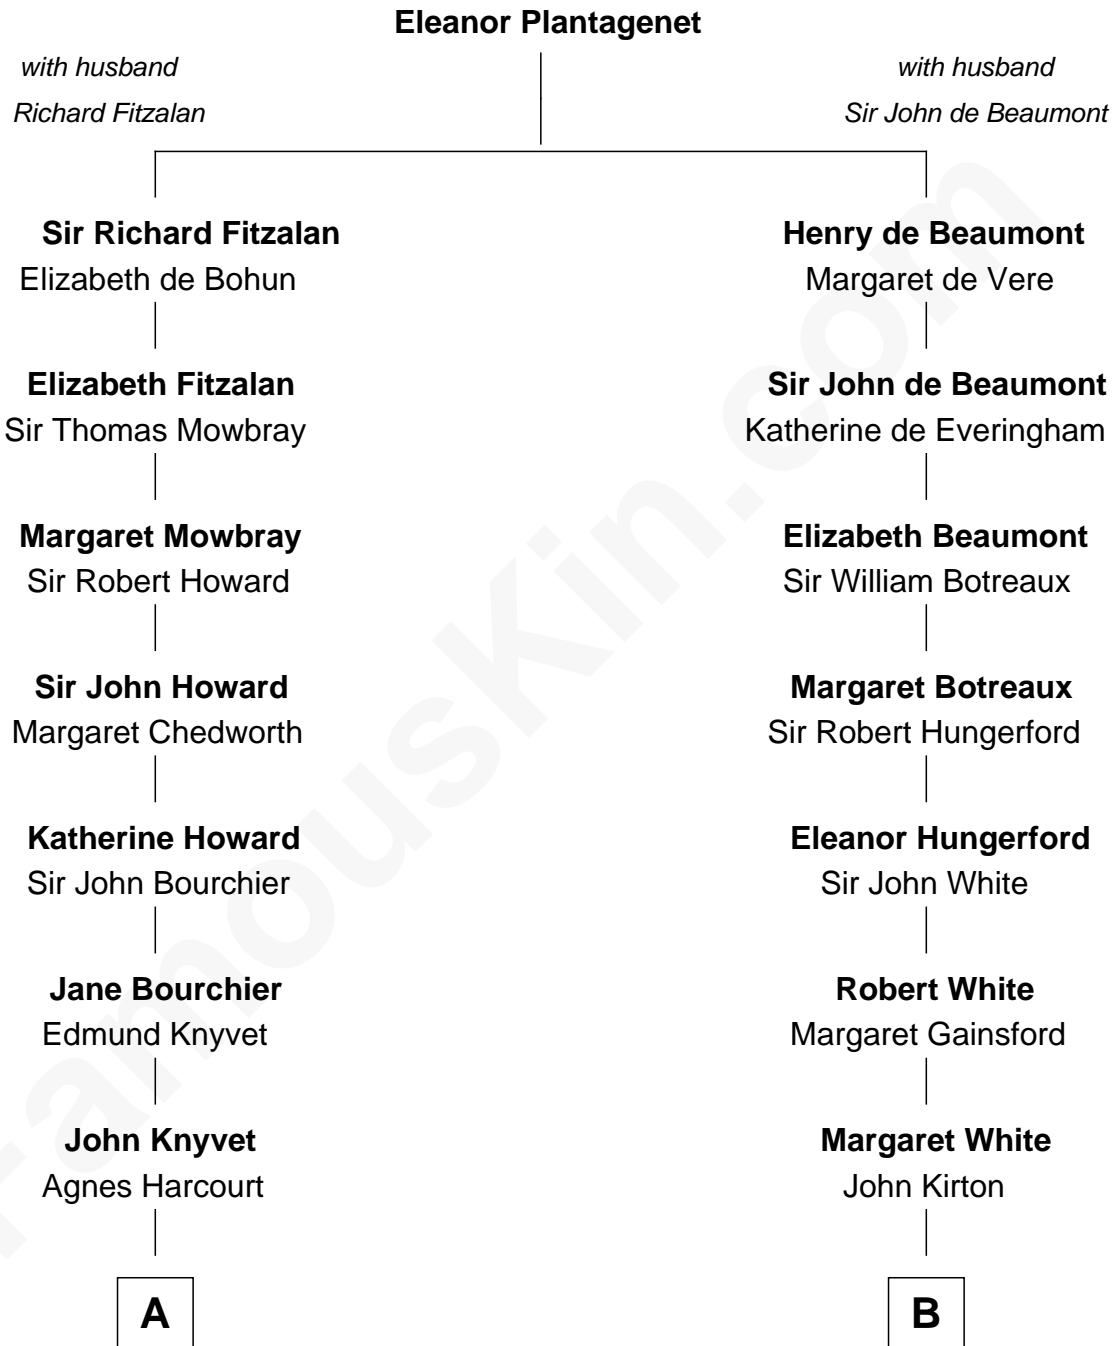 Eleanor Plantagenet
with husband
Richard Fitzalan
with husband
Sir John de Beaumont
Sir Richard Fitzalan
Elizabeth de Bohun
Henry de Beaumont
Margaret de Vere
Elizabeth Fitzalan
Sir Thomas Mowbray
Sir John de Beaumont
Katherine de Everingham
Margaret Mowbray
Sir Robert Howard
Elizabeth Beaumont
Sir William Botreaux
Sir John Howard
Margaret Chedworth
Margaret Botreaux
Sir Robert Hungerford
Katherine Howard
Sir John Bourchier
Eleanor Hungerford
Sir John White
Jane Bourchier
Edmund Knyvet
Robert White
Margaret Gainsford
John Knyvet
Agnes Harcourt
Margaret White
John Kirton
A
B
FamousKin.com